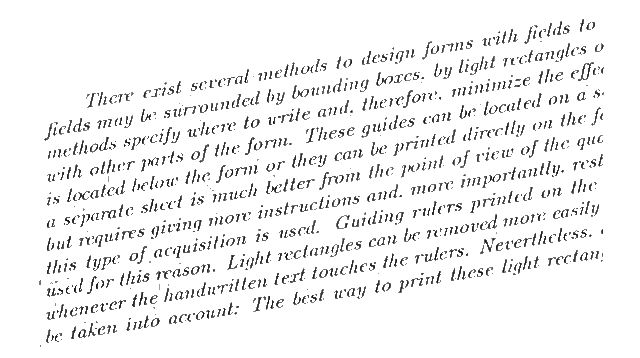 There exist several methods to design forms with fields to
fields may be surrounded by bounding boxes, by light rectangles o
methods specify where to write and, therefore, minimize the effec
with other parts of the form. These guides can be located on a s
is located below the form or they can be printed directly on the fo
a separate sheet is much better from the point of view of the qua
but requires giving more instructions and, more importantly, rest
this type of acquisition is used. Guiding rulers printed on the
used for this reason. Light rectangles can be removed more easily
whenever the handwritten text touches the rulers. Nevertheless,
be taken into account: The best way to print these light rectang